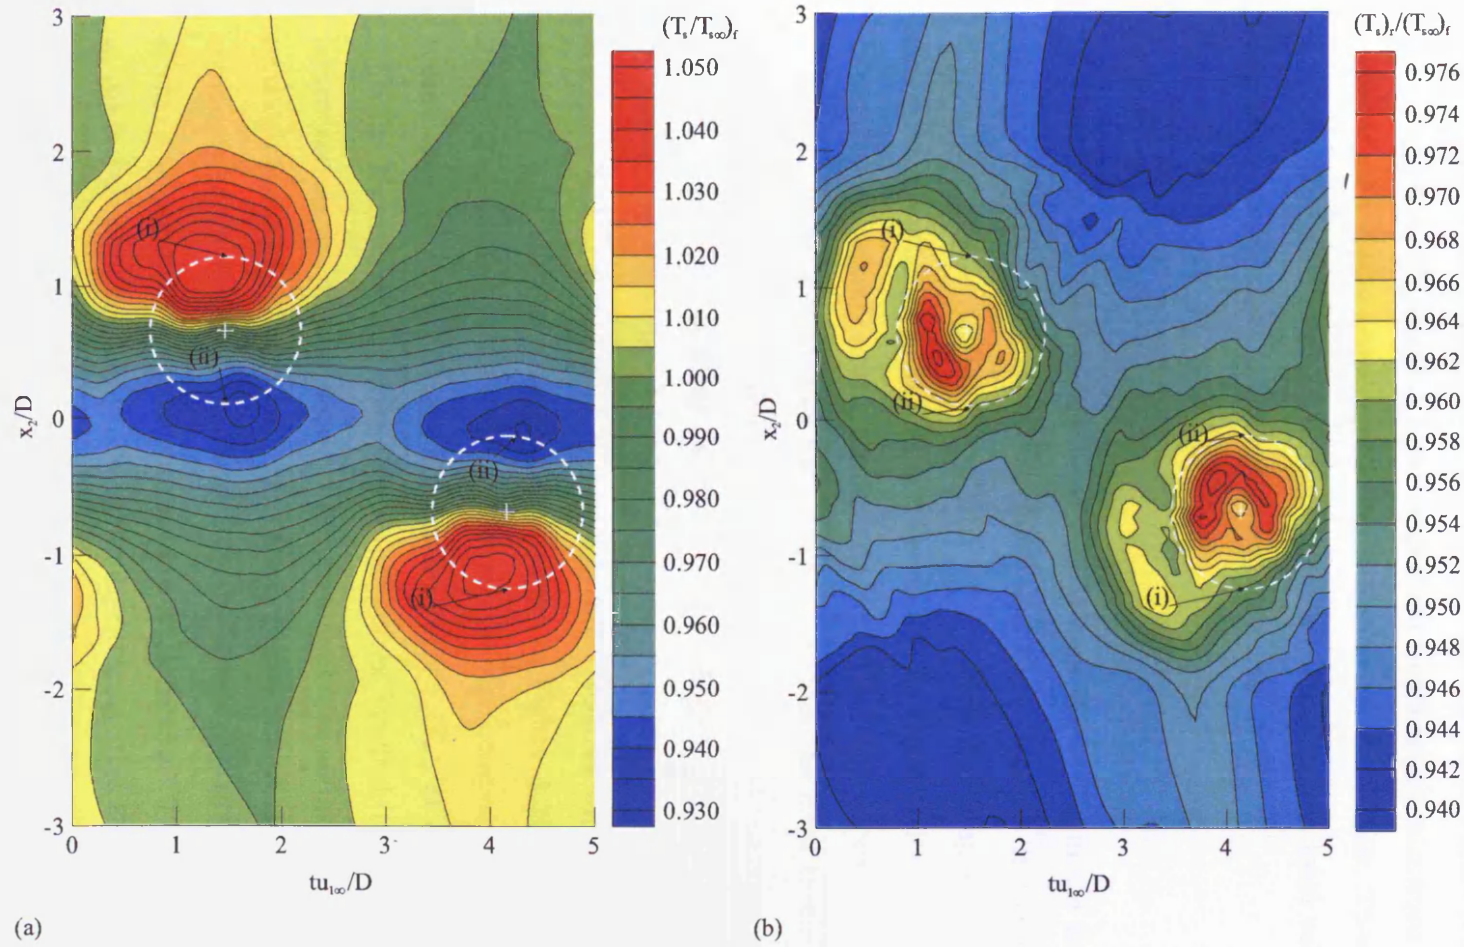 (T_s/T_s∞)_f
1.050
1.040
1.030
1.020
1.010
1.000
0.990
0.980
0.970
0.960
0.950
0.940
0.930
3
2
1
0
-1
-2
-3
x_2/D
(i)
(ii)
(ii)
(i)
0 1 2 3 4 5
tu_1∞/D
(a)
(T_s)_r/(T_s∞)_f
0.976
0.974
0.972
0.970
0.968
0.966
0.964
0.962
0.960
0.958
0.956
0.954
0.952
0.950
0.948
0.946
0.944
0.942
0.940
3
2
1
0
-1
-2
-3
x_2/D
(i)
(ii)
(ii)
(i)
0 1 2 3 4 5
tu_1∞/D
(b)